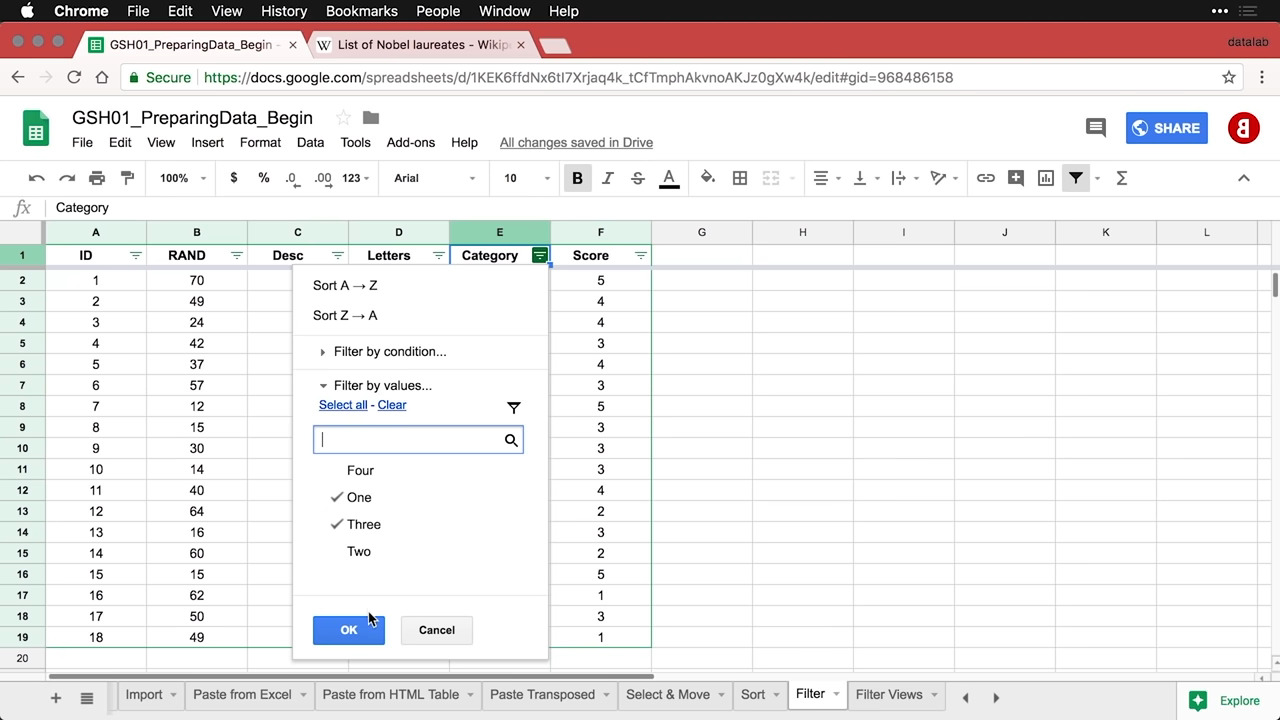 Chrome File Edit View History Bookmarks People Window Help
GSH01_PreparingData_Begin - × List of Nobel laureates - Wikip × datalab
Secure https://docs.google.com/spreadsheets/d/1KEK6ffdNx6tI7Xrjaq4k_tCfTmphAkvnoAKJz0gXw4k/edit#gid=968486158
GSH01_PreparingData_Begin
File Edit View Insert Format Data Tools Add-ons Help All changes saved in Drive
SHARE
100% $ % .0 .00 123 Arial 10 B I S A Σ
fx Category
A B C D E F G H I J K L
1 ID RAND Desc Letters Category Score
2 1 70 5
3 2 49 4
4 3 24 4
5 4 42 3
6 5 37 4
7 6 57 3
8 7 12 5
9 8 15 3
10 9 30 3
11 10 14 3
12 11 40 4
13 12 64 2
14 13 16 3
15 14 60 2
16 15 15 5
17 16 62 1
18 17 50 3
19 18 49 1
20
Sort A → Z
Sort Z → A
Filter by condition...
Filter by values...
Select all - Clear
Four
One
Three
Two
OK Cancel
Import Paste from Excel Paste from HTML Table Paste Transposed Select & Move Sort Filter Filter Views Explore